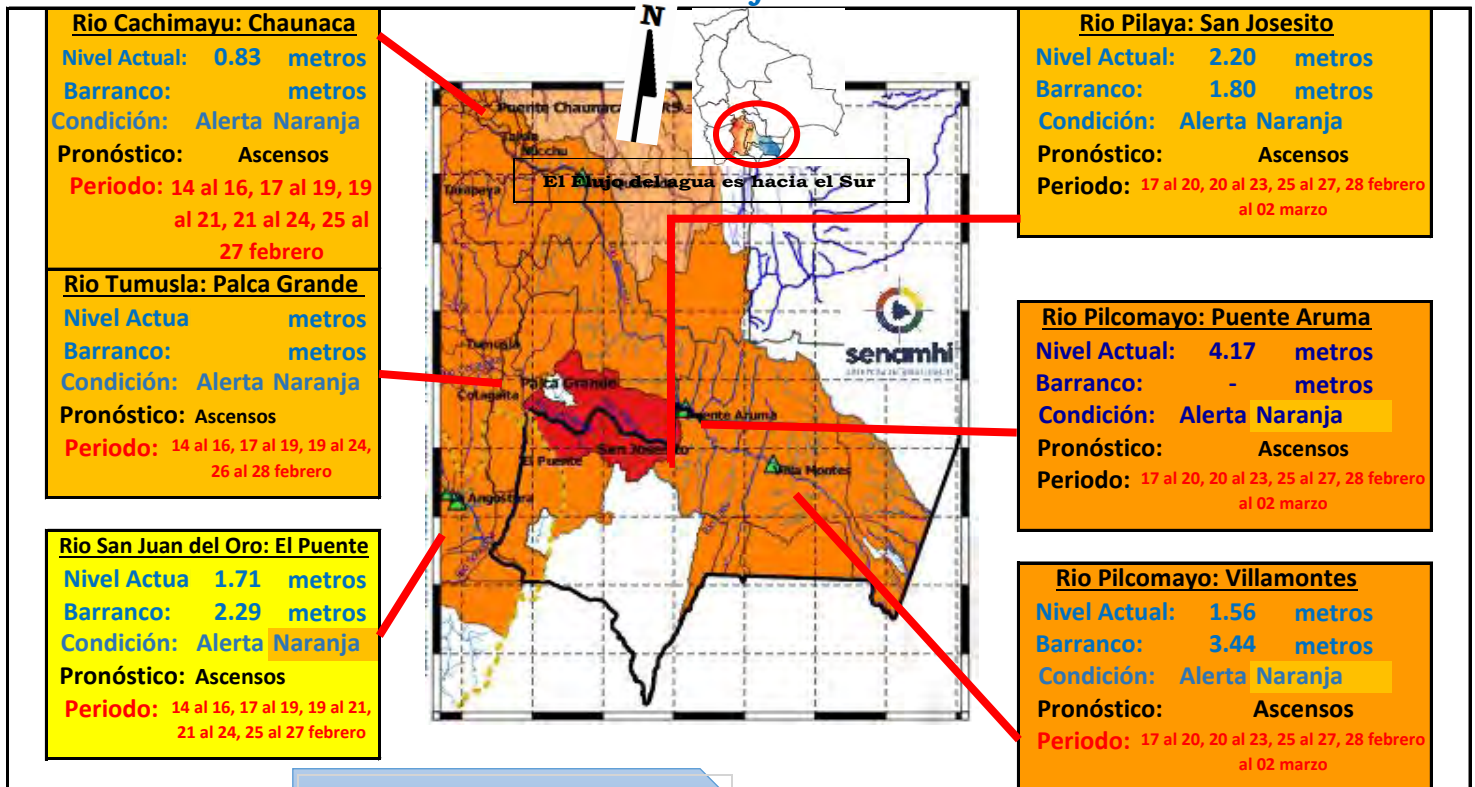 Rio Cachimayu: Chaunaca
Nivel Actual: 0.83 metros
Barranco: metros
Condición: Alerta Naranja
Pronóstico: Ascensos
Periodo: 14 al 16, 17 al 19, 19
al 21, 21 al 24, 25 al
27 febrero
Rio Tumusla: Palca Grande
Nivel Actua metros
Barranco: metros
Condición: Alerta Naranja
Pronóstico: Ascensos
Periodo: 14 al 16, 17 al 19, 19 al 24,
26 al 28 febrero
Rio San Juan del Oro: El Puente
Nivel Actua 1.71 metros
Barranco: 2.29 metros
Condición: Alerta Naranja
Pronóstico: Ascensos
Periodo: 14 al 16, 17 al 19, 19 al 21,
21 al 24, 25 al 27 febrero
N
Puente Chaunaca
El Flujo del agua es hacia el Sur
Tarapaya
senamhi
Tumusla
Palca Grande
Cotagaita
Puente Aruma
San Josesito
El Puente
Villa Montes
Angostura
Rio Pilaya: San Josesito
Nivel Actual: 2.20 metros
Barranco: 1.80 metros
Condición: Alerta Naranja
Pronóstico: Ascensos
Periodo: 17 al 20, 20 al 23, 25 al 27, 28 febrero
al 02 marzo
Rio Pilcomayo: Puente Aruma
Nivel Actual: 4.17 metros
Barranco: - metros
Condición: Alerta Naranja
Pronóstico: Ascensos
Periodo: 17 al 20, 20 al 23, 25 al 27, 28 febrero
al 02 marzo
Rio Pilcomayo: Villamontes
Nivel Actual: 1.56 metros
Barranco: 3.44 metros
Condición: Alerta Naranja
Pronóstico: Ascensos
Periodo: 17 al 20, 20 al 23, 25 al 27, 28 febrero
al 02 marzo